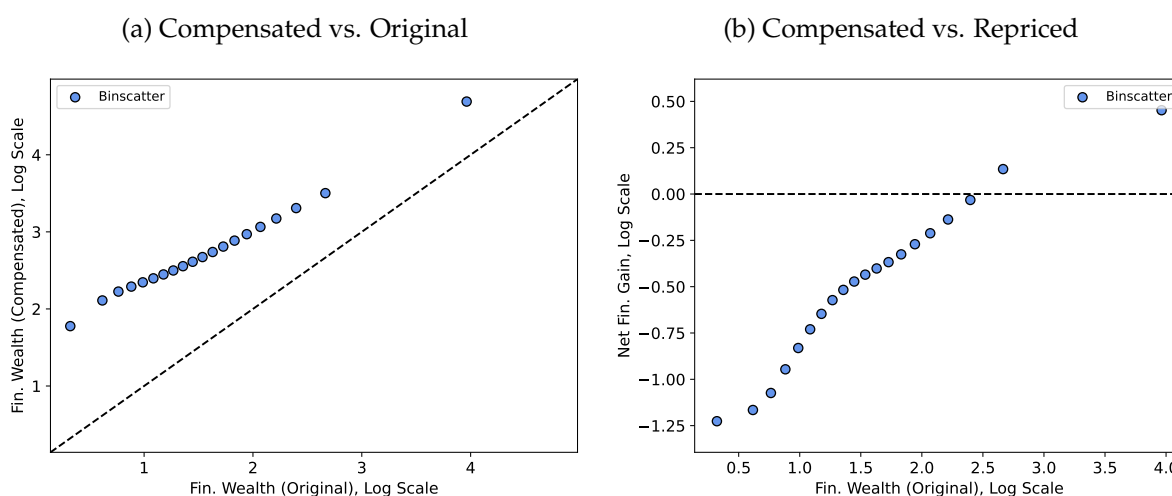 (a) Compensated vs. Original
Binscatter
Fin. Wealth (Compensated), Log Scale
4
3
2
1
1 2 3 4
Fin. Wealth (Original), Log Scale
(b) Compensated vs. Repriced
Binscatter
Net Fin. Gain, Log Scale
0.50
0.25
0.00
−0.25
−0.50
−0.75
−1.00
−1.25
0.5 1.0 1.5 2.0 2.5 3.0 3.5 4.0
Fin. Wealth (Original), Log Scale